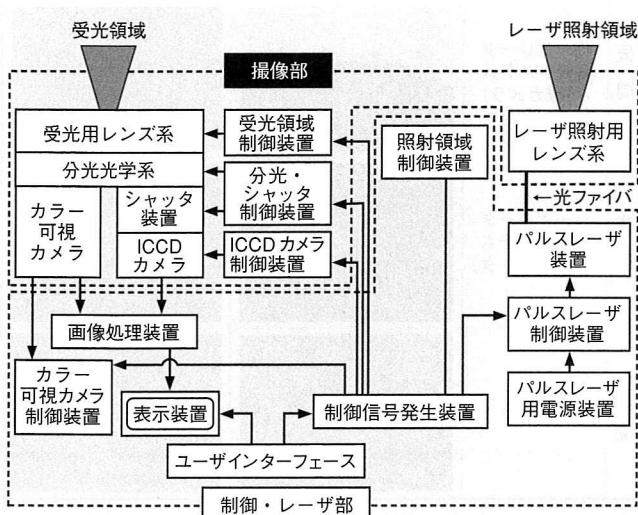 受光領域
レーザ照射領域
撮像部
受光用レンズ系
受光領域
制御装置
照射領域
制御装置
レーザ照射用
レンズ系
分光光学系
分光・
シャッタ
制御装置
カラー
可視
カメラ
シャッタ
装置
←光ファイバ
ICCD
カメラ
ICCDカメラ
制御装置
パルスレーザ
装置
画像処理装置
パルスレーザ
制御装置
カラー
可視カメラ
制御装置
表示装置
制御信号発生装置
パルスレーザ
用電源装置
ユーザインターフェース
制御・レーザ部